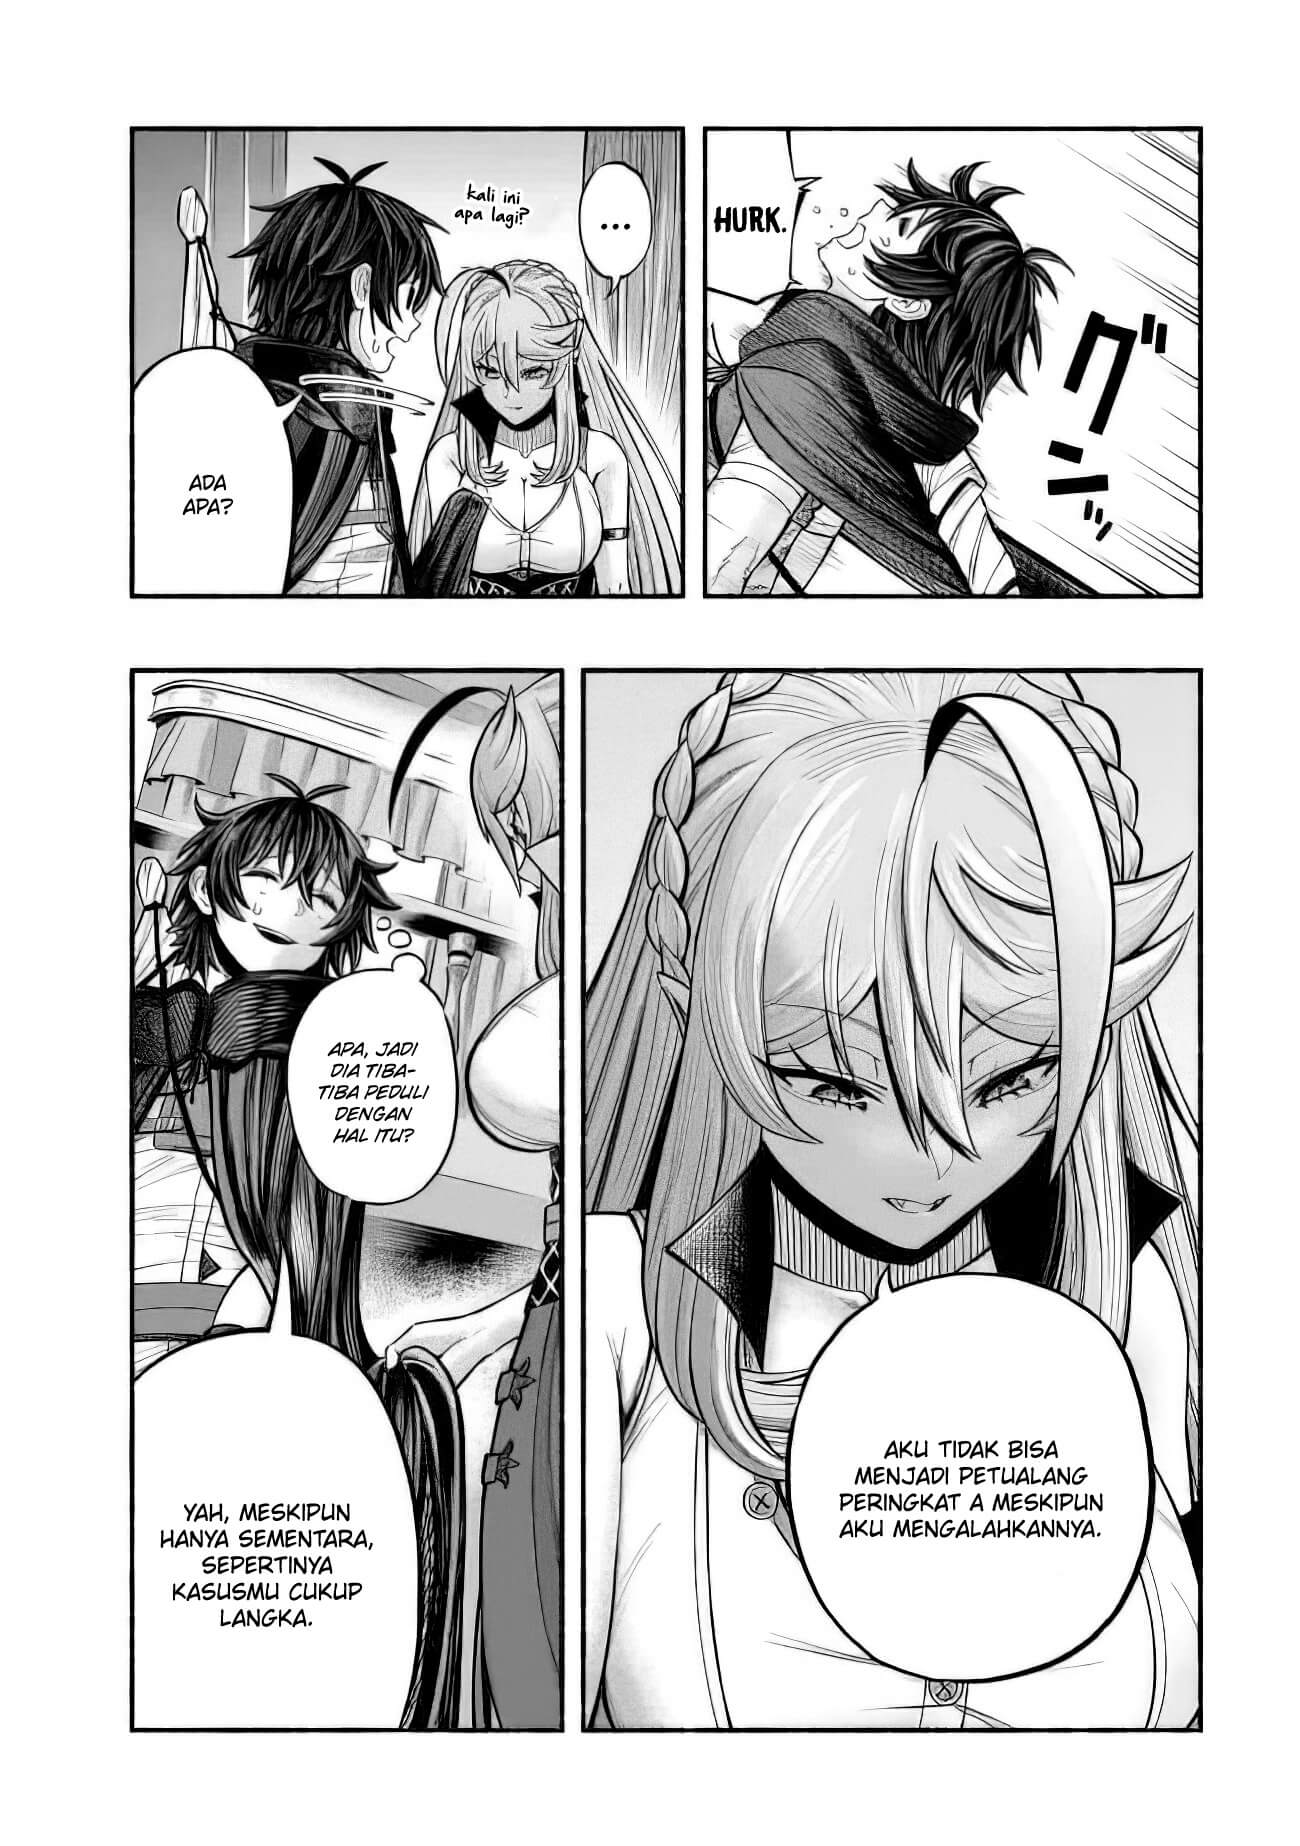 HURK.
グンッ
...
kali ini
apa lagi?
ADA
APA?
AKU TIDAK BISA
MENJADI PETUALANG
PERINGKAT A MESKIPUN
AKU MENGALAHKANNYA.
APA, JADI
DIA TIBA-
TIBA PEDULI
DENGAN
HAL ITU?
YAH, MESKIPUN
HANYA SEMENTARA,
SEPERTINYA
KASUSMU CUKUP
LANGKA.